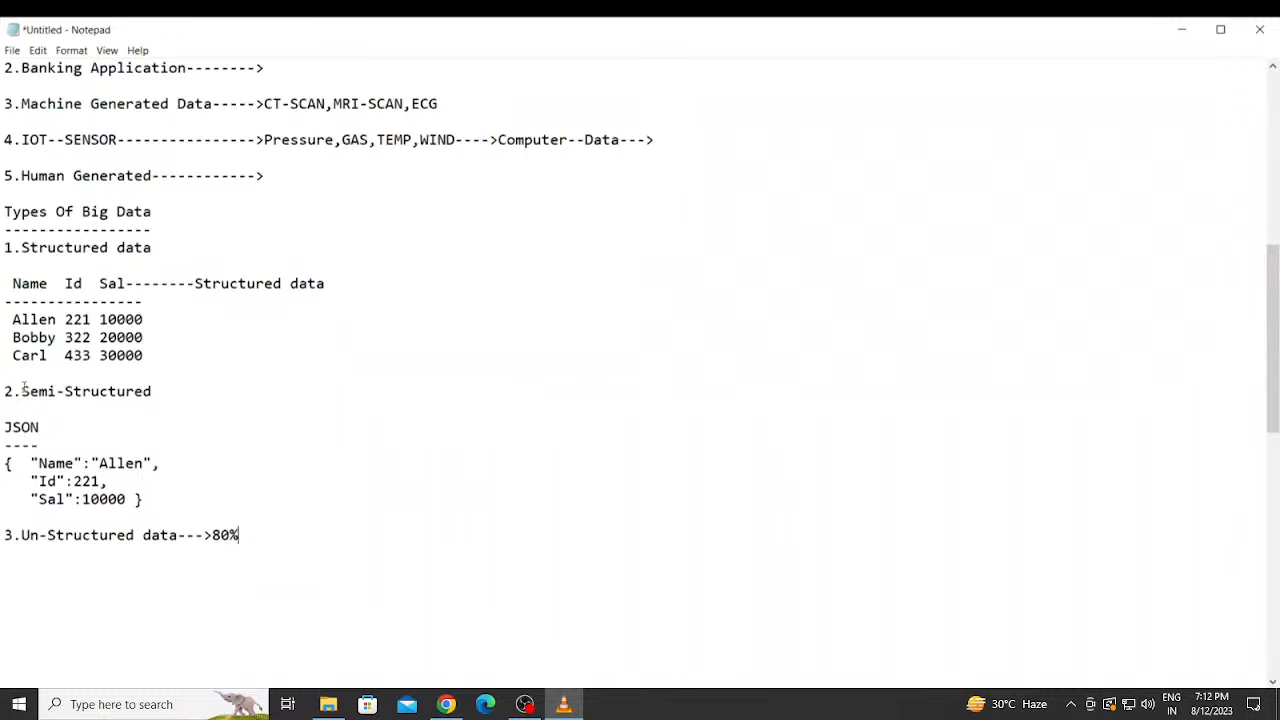 *Untitled - Notepad
File Edit Format View Help
2.Banking Application-------->
3.Machine Generated Data----->CT-SCAN,MRI-SCAN,ECG
4.IOT--SENSOR---------------->Pressure,GAS,TEMP,WIND---->Computer--Data--->
5.Human Generated------------>
Types Of Big Data
-----------------
1.Structured data
Name Id Sal--------Structured data
----------------
Allen 221 10000
Bobby 322 20000
Carl 433 30000
2.Semi-Structured
JSON
----
{ "Name":"Allen",
"Id":221,
"Sal":10000 }
3.Un-Structured data--->80%
Type here to search
30°C Haze
ENG
IN
7:12 PM
8/12/2023